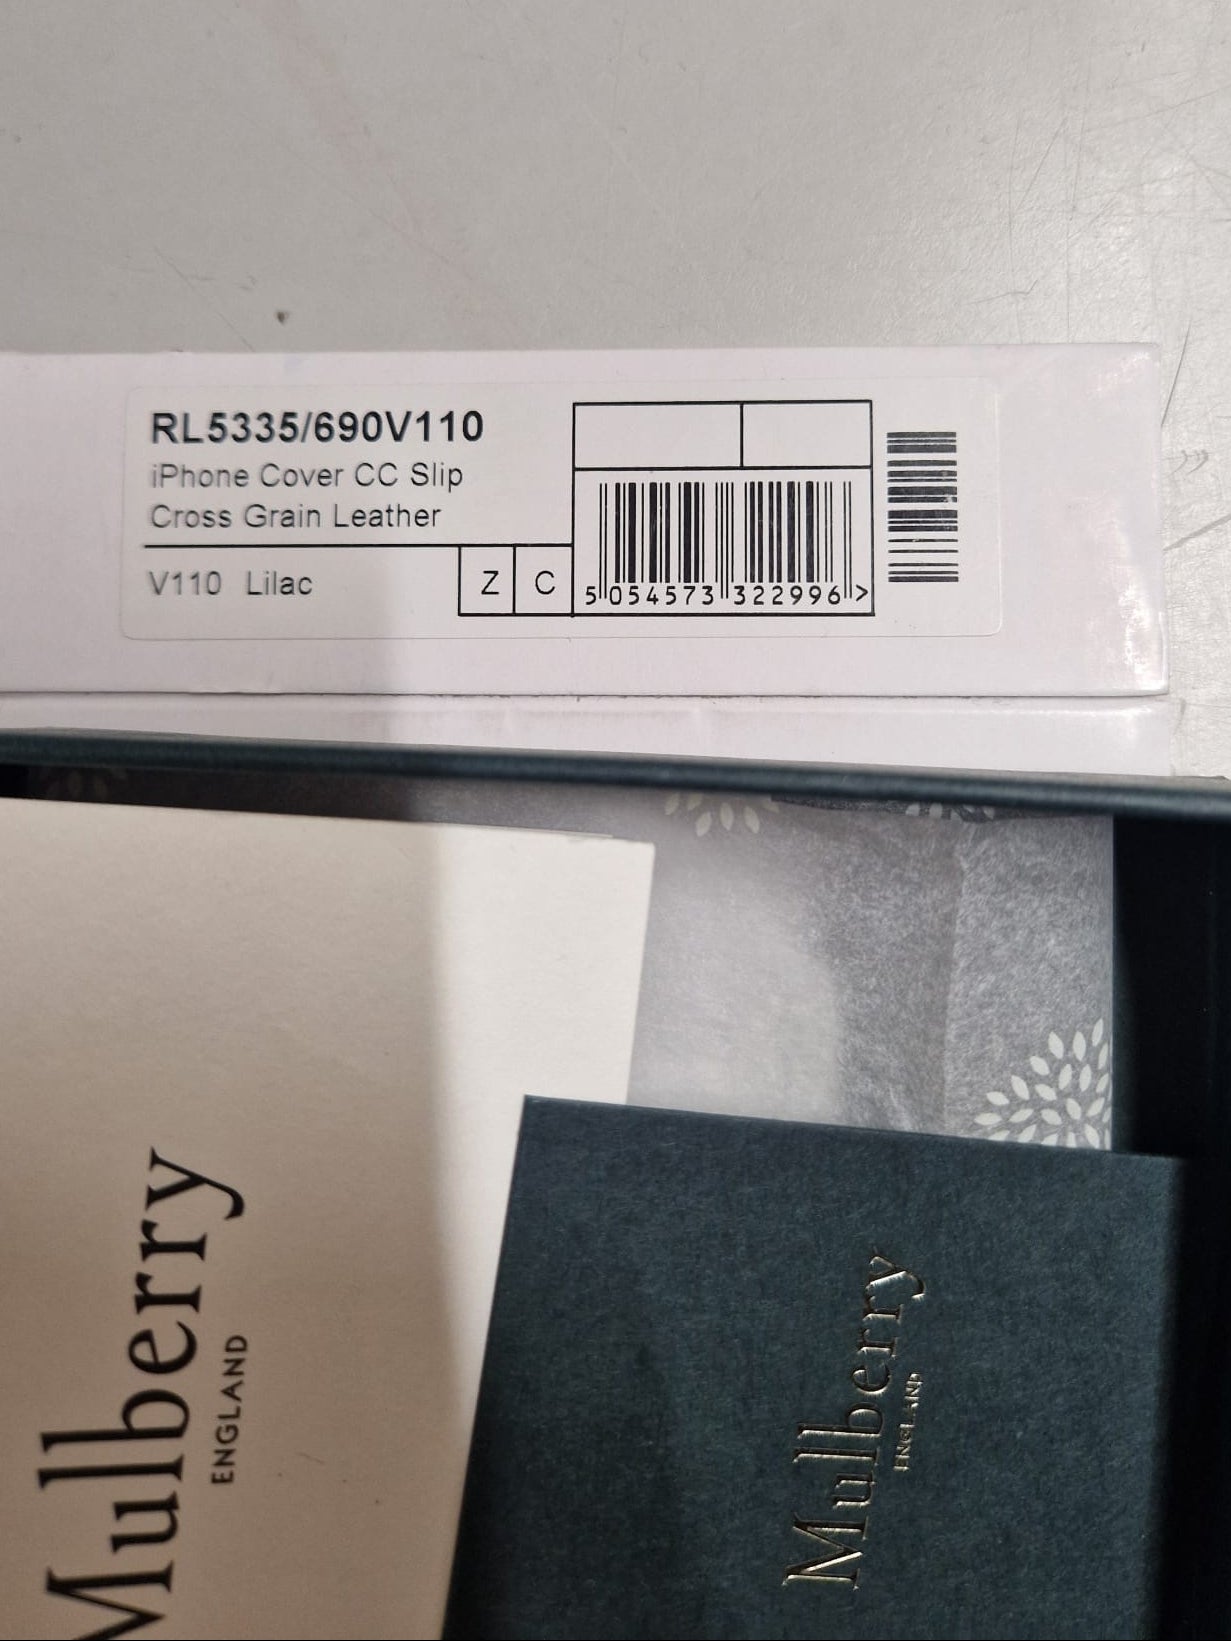 RL5335/690V110
iPhone Cover CC Slip
Cross Grain Leather
V110 Lilac
Z
C
5 054573 322996 >
Mulberry
ENGLAND
Mulberry
ENGLAND